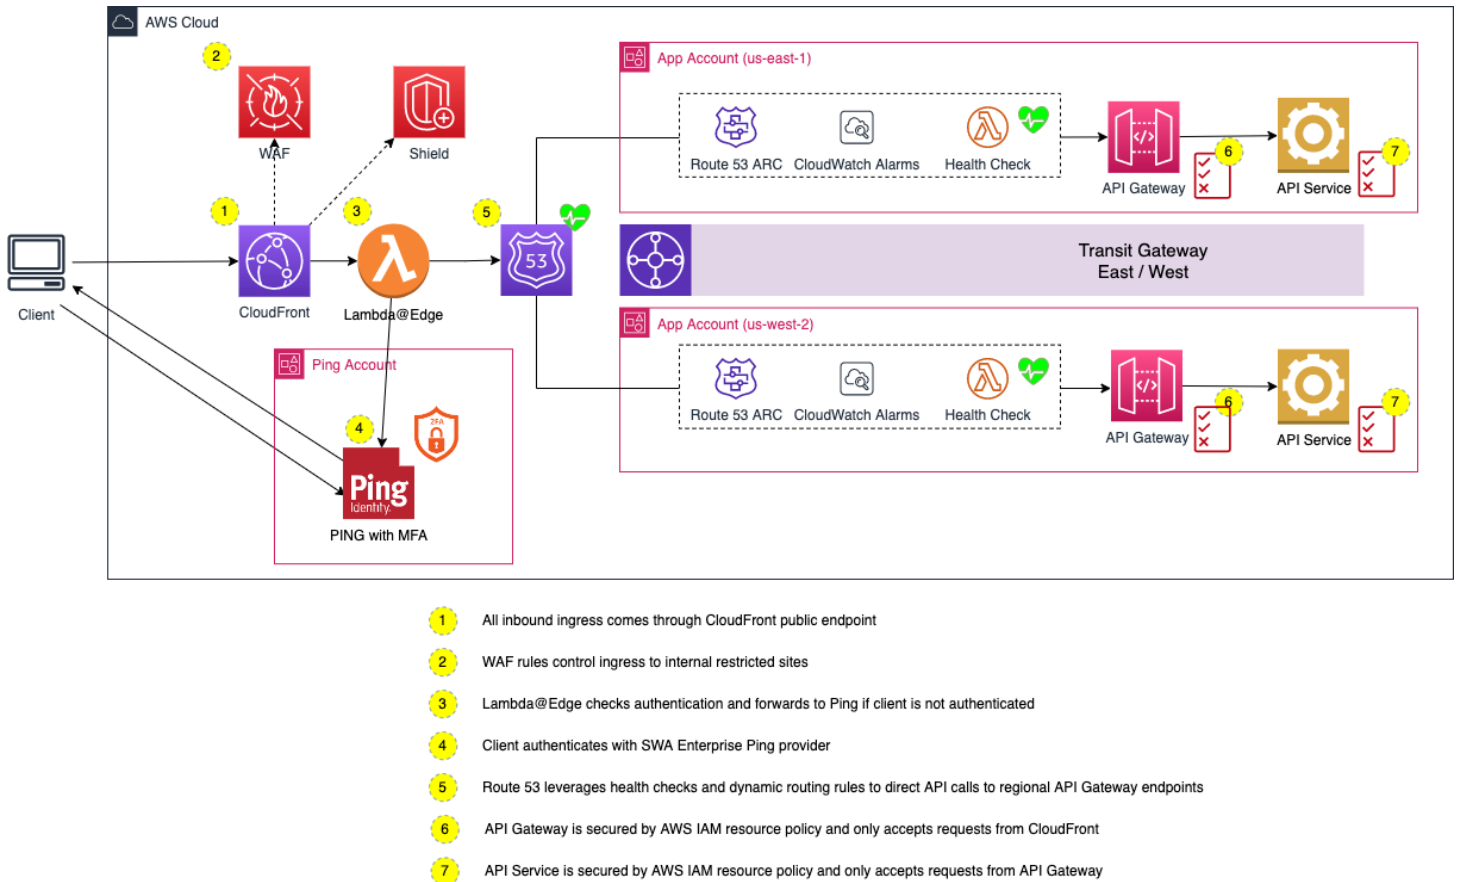 AWS Cloud
2
WAF
Shield
1
3
5
53
Client
CloudFront
Lambda@Edge
Ping Account
4
2FA
Ping
Identity.
PING with MFA
App Account (us-east-1)
Route 53 ARC
CloudWatch Alarms
Health Check
API Gateway
6
API Service
7
Transit Gateway
East / West
App Account (us-west-2)
Route 53 ARC
CloudWatch Alarms
Health Check
API Gateway
6
API Service
7
1 All inbound ingress comes through CloudFront public endpoint
2 WAF rules control ingress to internal restricted sites
3 Lambda@Edge checks authentication and forwards to Ping if client is not authenticated
4 Client authenticates with SWA Enterprise Ping provider
5 Route 53 leverages health checks and dynamic routing rules to direct API calls to regional API Gateway endpoints
6 API Gateway is secured by AWS IAM resource policy and only accepts requests from CloudFront
7 API Service is secured by AWS IAM resource policy and only accepts requests from API Gateway